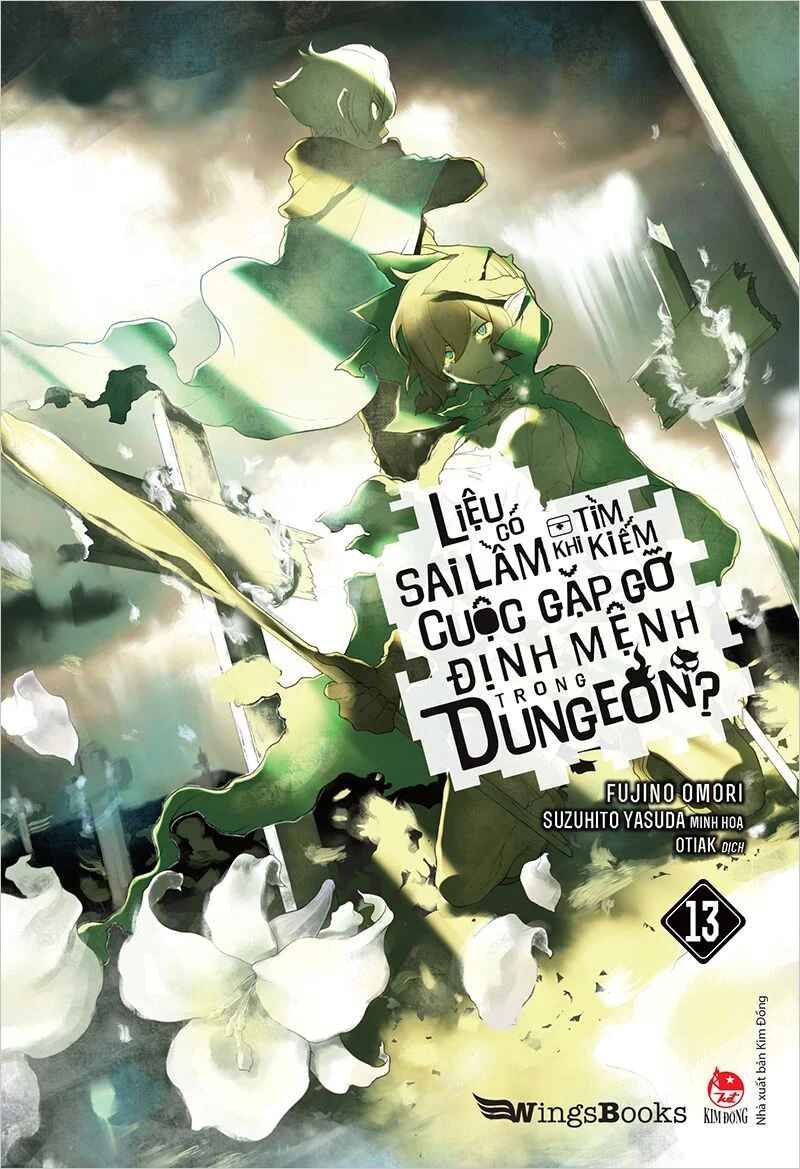 LIỆU CÓ
SAI LẦM KHI TÌM KIẾM
CUỘC GẶP GỠ
ĐỊNH MỆNH
TRONG
DUNGEON?
FUJINO OMORI
SUZUHITO YASUDA MINH HOẠ
OTIAK DỊCH
13
WingsBooks
KIM ĐỒNG
Nhà xuất bản Kim Đồng